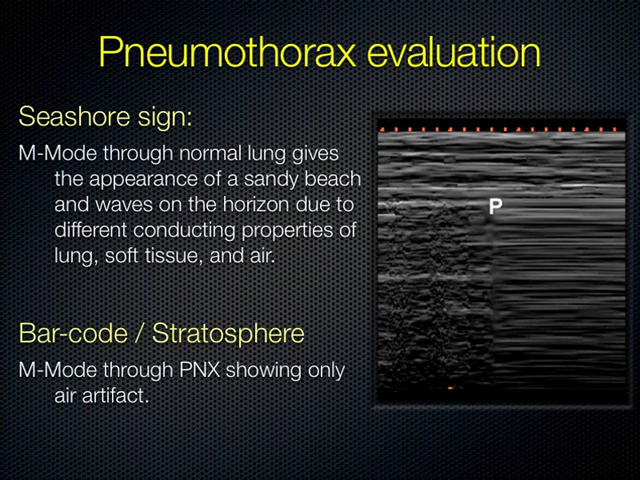 Pneumothorax evaluation
Seashore sign:
M-Mode through normal lung gives
the appearance of a sandy beach
and waves on the horizon due to
different conducting properties of
lung, soft tissue, and air.
P
Bar-code / Stratosphere
M-Mode through PNX showing only
air artifact.